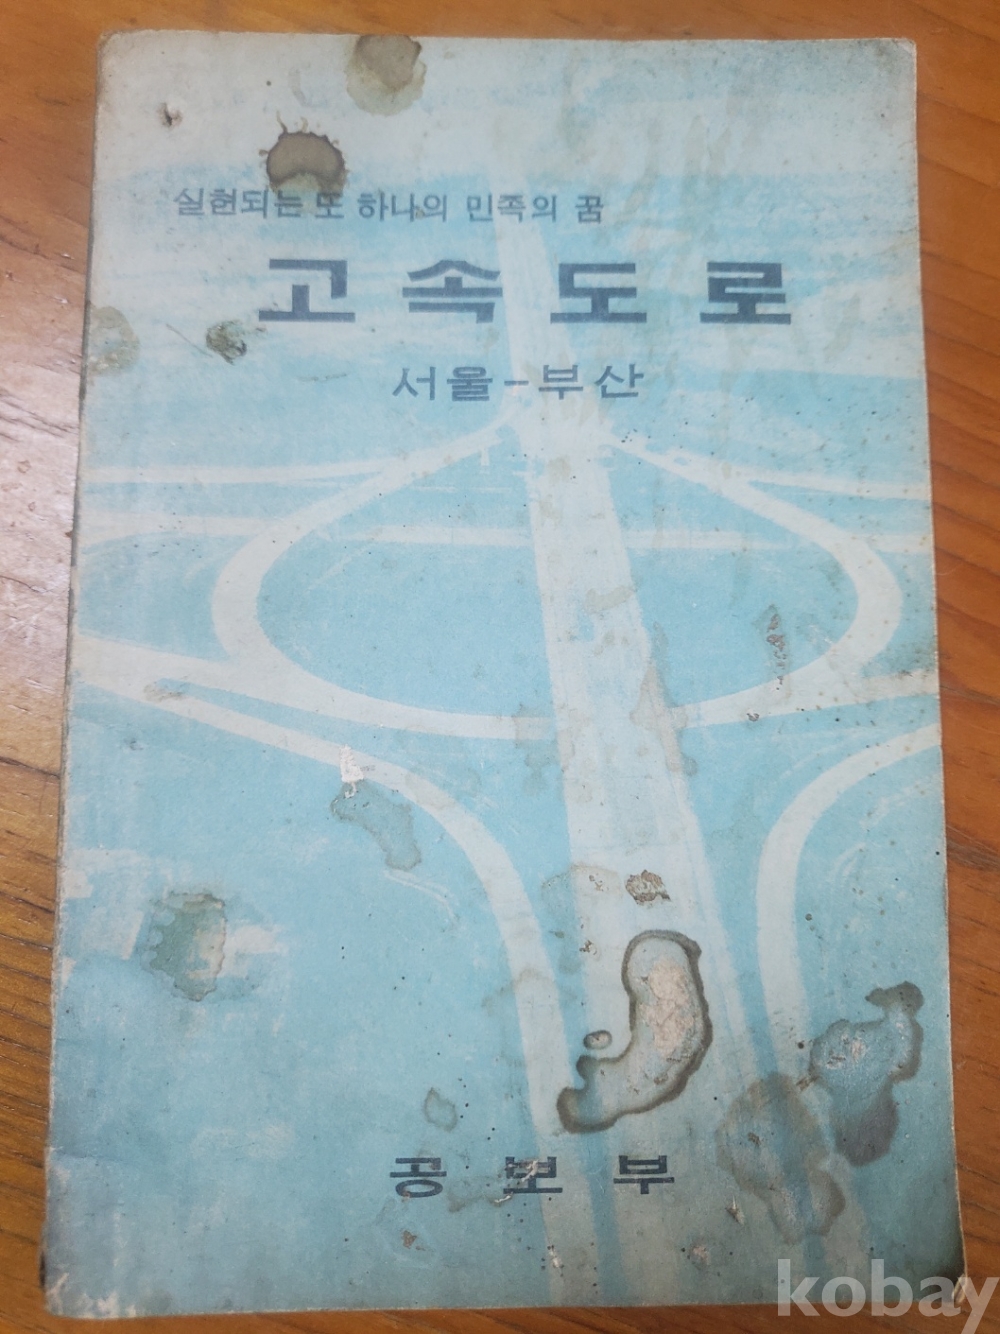 실현되는 또 하나의 민족의 꿈
고속도로
서울-부산
공보부
kobay